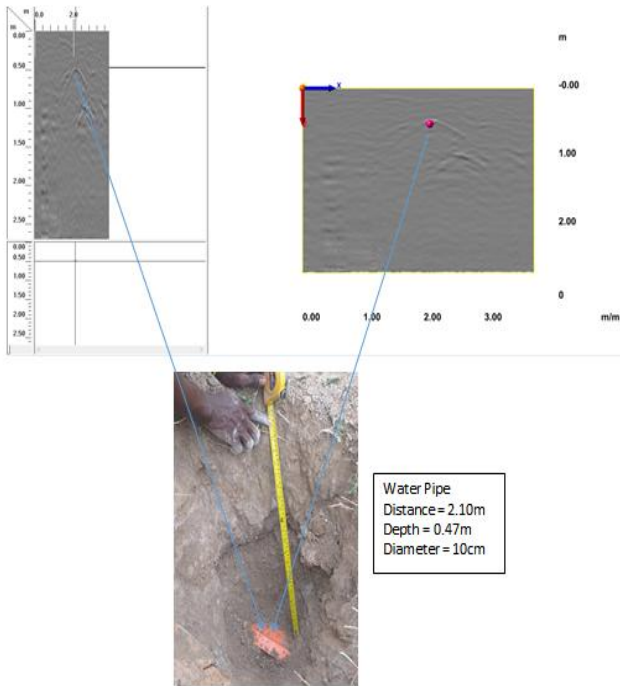 m
0.0 2.0
m
0.00
0.50
1.00
1.50
2.00
2.50
0.00
0.50
1.00
1.50
2.00
2.50
x
m
-0.00
1.00
2.00
0
0.00 1.00 2.00 3.00 m/m
Water Pipe
Distance = 2.10m
Depth = 0.47m
Diameter = 10cm